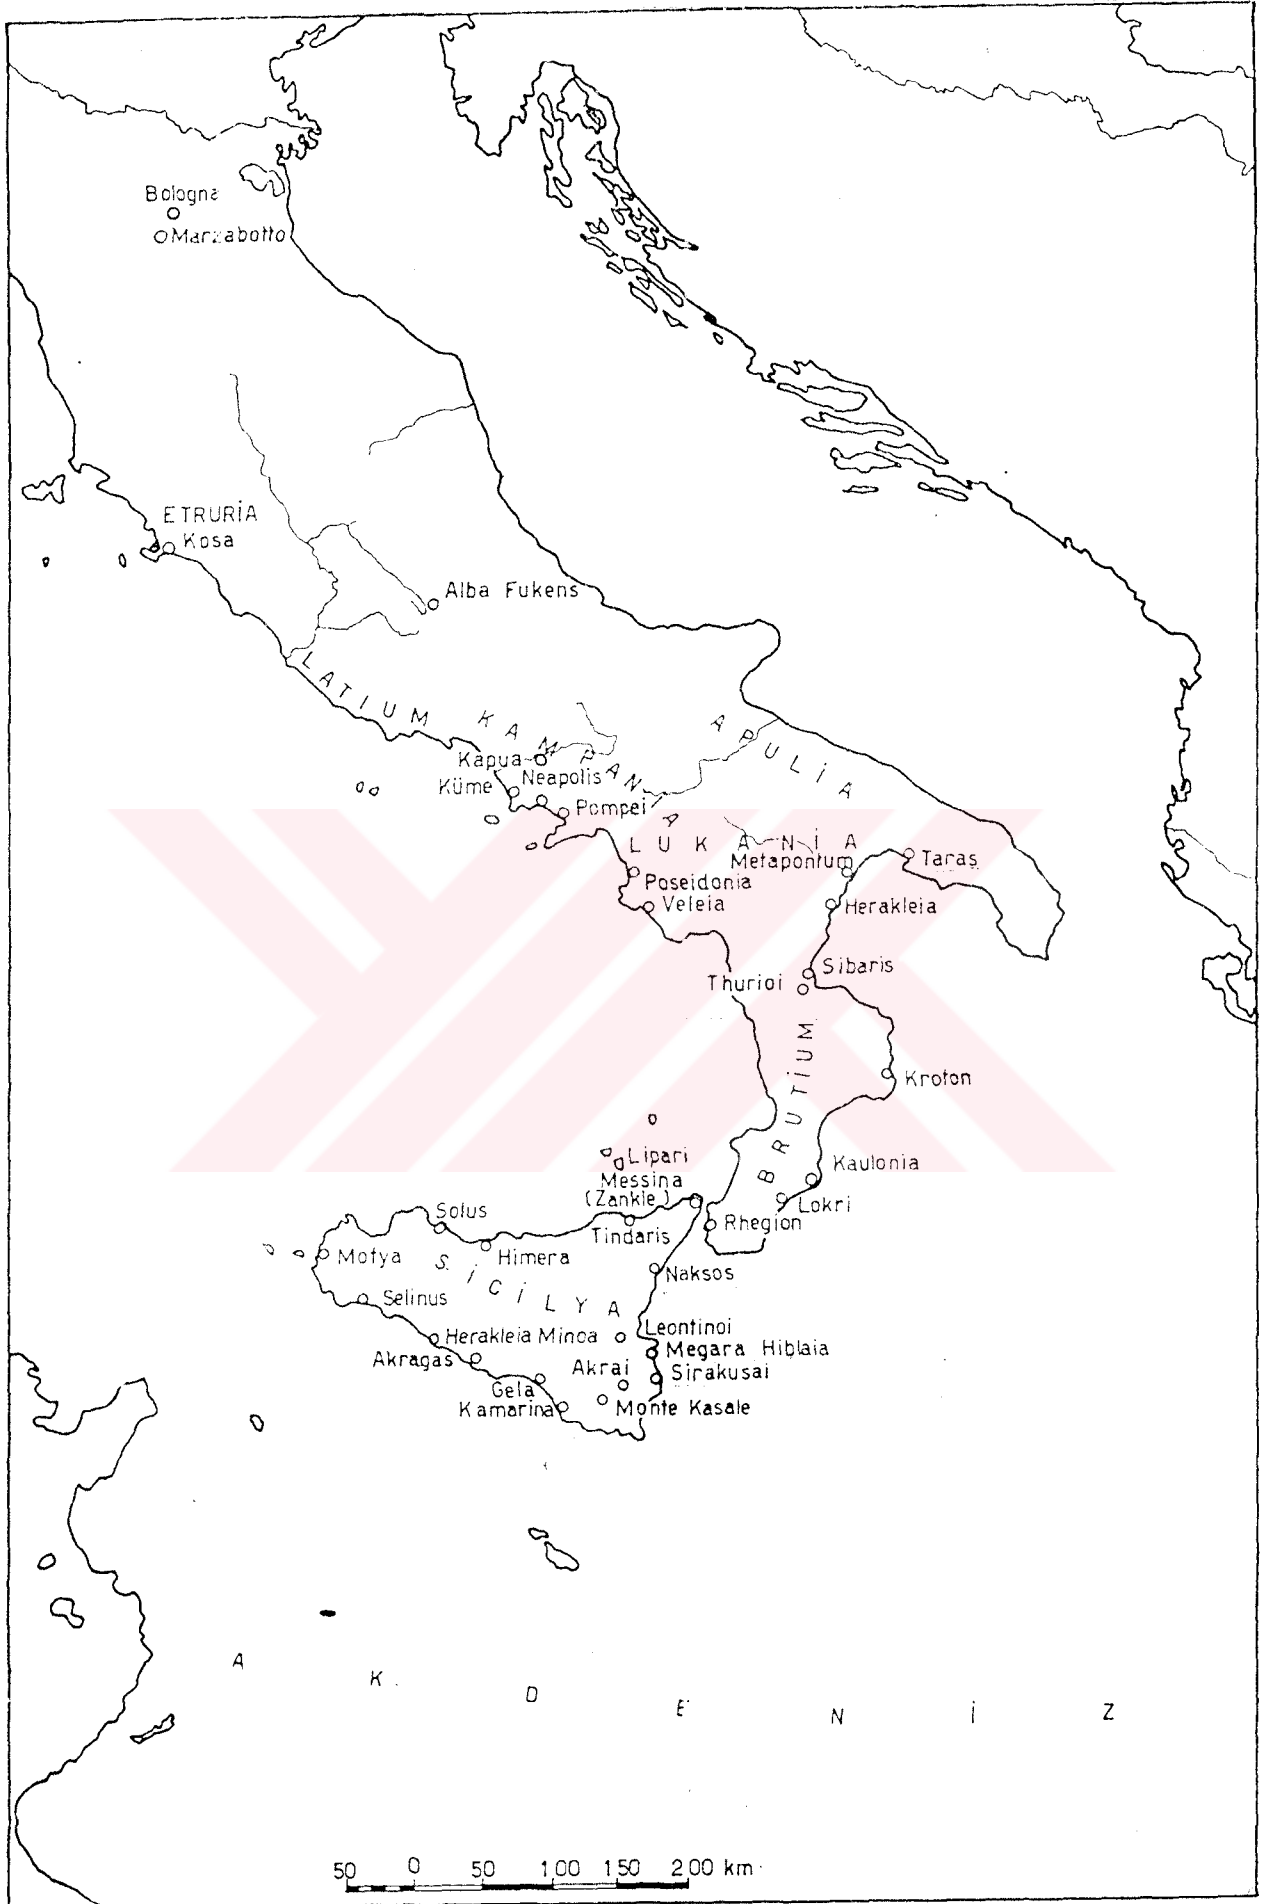 Bologna
Marzabotto
ETRURİA
Kosa
Alba Fukens
LATIUM
KAMPANİA
APULİA
Kapua
Küme
Neapolis
Pompei
LUKANİA
Metapontum
Taras
Poseidonia
Veleia
Herakleia
Sibaris
Thurioi
BRUTİUM
Kroton
Lipari
Messina
(Zankle)
Kaulonia
Lokri
Solus
Rhegion
Tindaris
Motya
Himera
SİCİLYA
Naksos
Selinus
Leontinoi
Herakleia Minoa
Megara Hiblaia
Akragas
Akrai
Sirakusai
Gela
Kamarina
Monte Kasale
AKDENİZ
50 0 50 100 150 200 km